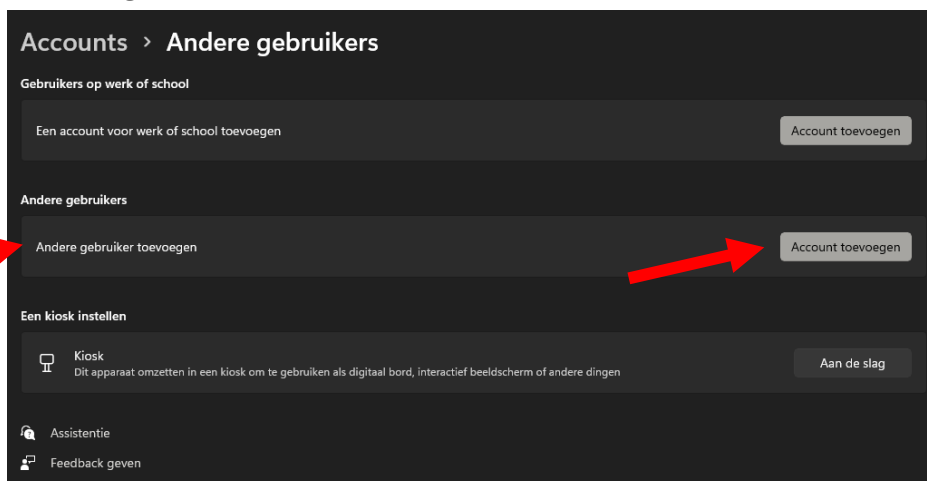 Accounts > Andere gebruikers
Gebruikers op werk of school
Een account voor werk of school toevoegen
Account toevoegen
Andere gebruikers
Andere gebruiker toevoegen
Account toevoegen
Een kiosk instellen
Kiosk
Dit apparaat omzetten in een kiosk om te gebruiken als digitaal bord, interactief beeldscherm of andere dingen
Aan de slag
Assistentie
Feedback geven